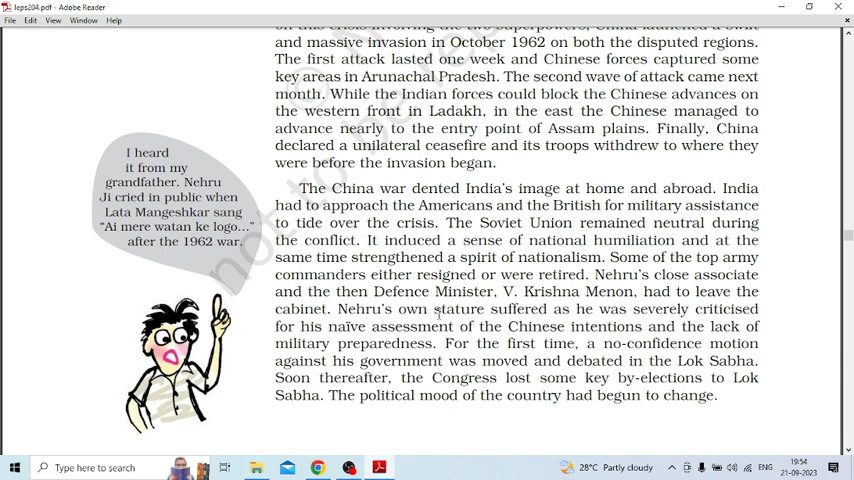 leps204.pdf - Adobe Reader
File Edit View Window Help
and massive invasion in October 1962 on both the disputed regions.
The first attack lasted one week and Chinese forces captured some
key areas in Arunachal Pradesh. The second wave of attack came next
month. While the Indian forces could block the Chinese advances on
the western front in Ladakh, in the east the Chinese managed to
advance nearly to the entry point of Assam plains. Finally, China
declared a unilateral ceasefire and its troops withdrew to where they
were before the invasion began.
I heard
it from my
grandfather. Nehru
Ji cried in public when
Lata Mangeshkar sang
“Ai mere watan ke logo...”
after the 1962 war.
The China war dented India’s image at home and abroad. India
had to approach the Americans and the British for military assistance
to tide over the crisis. The Soviet Union remained neutral during
the conflict. It induced a sense of national humiliation and at the
same time strengthened a spirit of nationalism. Some of the top army
commanders either resigned or were retired. Nehru’s close associate
and the then Defence Minister, V. Krishna Menon, had to leave the
cabinet. Nehru’s own stature suffered as he was severely criticised
for his naïve assessment of the Chinese intentions and the lack of
military preparedness. For the first time, a no-confidence motion
against his government was moved and debated in the Lok Sabha.
Soon thereafter, the Congress lost some key by-elections to Lok
Sabha. The political mood of the country had begun to change.
not to be rep
Type here to search
28°C Partly cloudy
ENG
19:54
21-09-2023